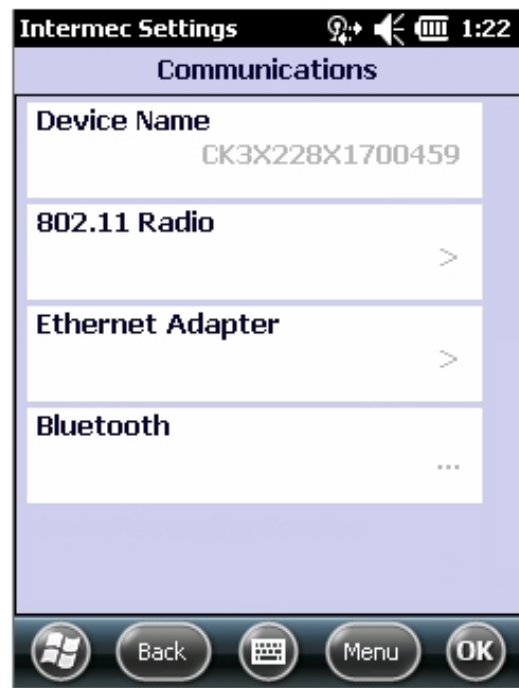 Intermec Settings 1:22
Communications
Device Name
CK3X228X1700459
802.11 Radio
>
Ethernet Adapter
>
Bluetooth
...
Back Menu OK